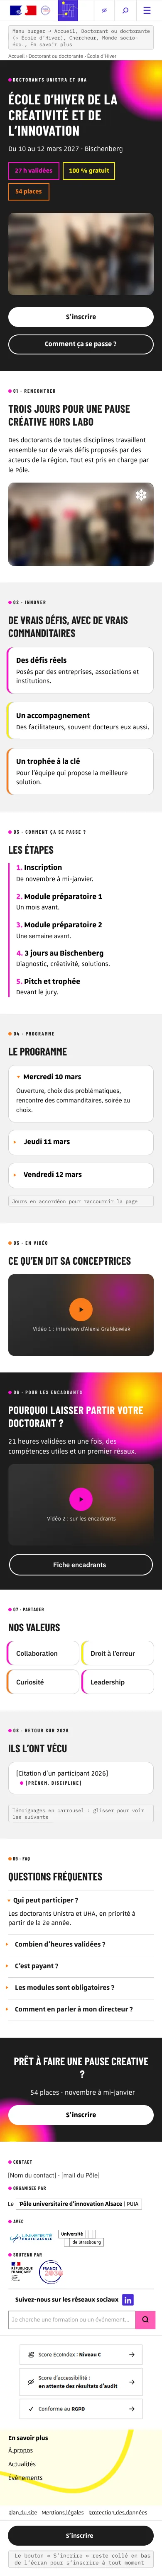 Menu burger → Accueil, Doctorant ou doctorante
(› École d'Hiver), Chercheur, Monde socio-
éco., En savoir plus
Accueil › Doctorant ou doctorante › École d'Hiver
DOCTORANTS UNISTRA ET UHA
ÉCOLE D'HIVER DE LA
CRÉATIVITÉ ET DE
L'INNOVATION
27 h validées
100 % gratuit
54 places
Du 10 au 12 mars 2027 · Bischenberg
S'inscrire
Comment ça se passe ?
01 · RENCONTRER
TROIS JOURS POUR UNE PAUSE
CRÉATIVE HORS LABO
Des doctorants de toutes disciplines travaillent
ensemble sur de vrais défis proposés par des
acteurs de la région. Tout est pris en charge par
le Pôle.
02 · INNOVER
DE VRAIS DÉFIS, AVEC DE VRAIS
COMMANDITAIRES
Des défis réels
Posés par des entreprises, associations et
institutions.
Un accompagnement
Des facilitateurs, souvent docteurs eux aussi.
Un trophée à la clé
Pour l'équipe qui propose la meilleure
solution.
03 · COMMENT ÇA SE PASSE ?
LES ÉTAPES
1. Inscription
De novembre à mi-janvier.
2. Module préparatoire 1
Un mois avant.
3. Module préparatoire 2
Une semaine avant.
4. 3 jours au Bischenberg
Diagnostic, créativité, solutions.
5. Pitch et trophée
Devant le jury.
04 · PROGRAMME
LE PROGRAMME
Mercredi 10 mars
Ouverture, choix des problématiques,
rencontre des commanditaires, soirée au
choix.
Jeudi 11 mars
Vendredi 12 mars
Jours en accordéon pour raccourcir la page
05 · EN VIDÉO
CE QU'EN DIT SA CONCEPTRICES
Vidéo 1 : Interview d'Alexia Grabkowiak
06 · POUR LES ENCADRANTS
POURQUOI LAISSER PARTIR VOTRE
DOCTORANT ?
21 heures validées en une fois, des
compétences utiles et un premier réseau.
Vidéo 2 : sur les encadrants
Fiche encadrants
07 · PARTAGER
NOS VALEURS
Collaboration
Droit à l'erreur
Curiosité
Leadership
08 · RETOUR SUR 2026
ILS L'ONT VÉCU
[Citation d'un participant 2026]
[PRÉNOM, DISCIPLINE]
Témoignages en carrousel : glisser pour voir
les suivants
09 · FAQ
QUESTIONS FRÉQUENTES
Qui peut participer ?
Les doctorants Unistra et UHA, en priorité à
partir de la 2e année.
Combien d'heures validées ?
C'est payant ?
Les modules sont obligatoires ?
Comment en parler à mon directeur ?
PRÊT À FAIRE UNE PAUSE CREATIVE
?
54 places · novembre à mi-janvier
S'inscrire
CONTACT
[Nom du contact] · [mail du Pôle]
ORGANISÉE PAR
Le Pôle universitaire d'innovation Alsace | PUIA
AVEC
UNIVERSITÉ
HAUTE-ALSACE
Université
de Strasbourg
SOUTENU PAR
FRANCE
2030
Suivez-nous sur les réseaux sociaux
Je cherche une formation ou un événement...
Score EcoIndex : Niveau C
Score d'accessibilité :
en attente des résultats d'audit
Conforme au RGPD
En savoir plus
À propos
Actualités
Évènements
Plan du site
Mentions légales
Protection des données
S'inscrire
Le bouton « S'inscrire » reste collé en bas
de l'écran pour s'inscrire à tout moment